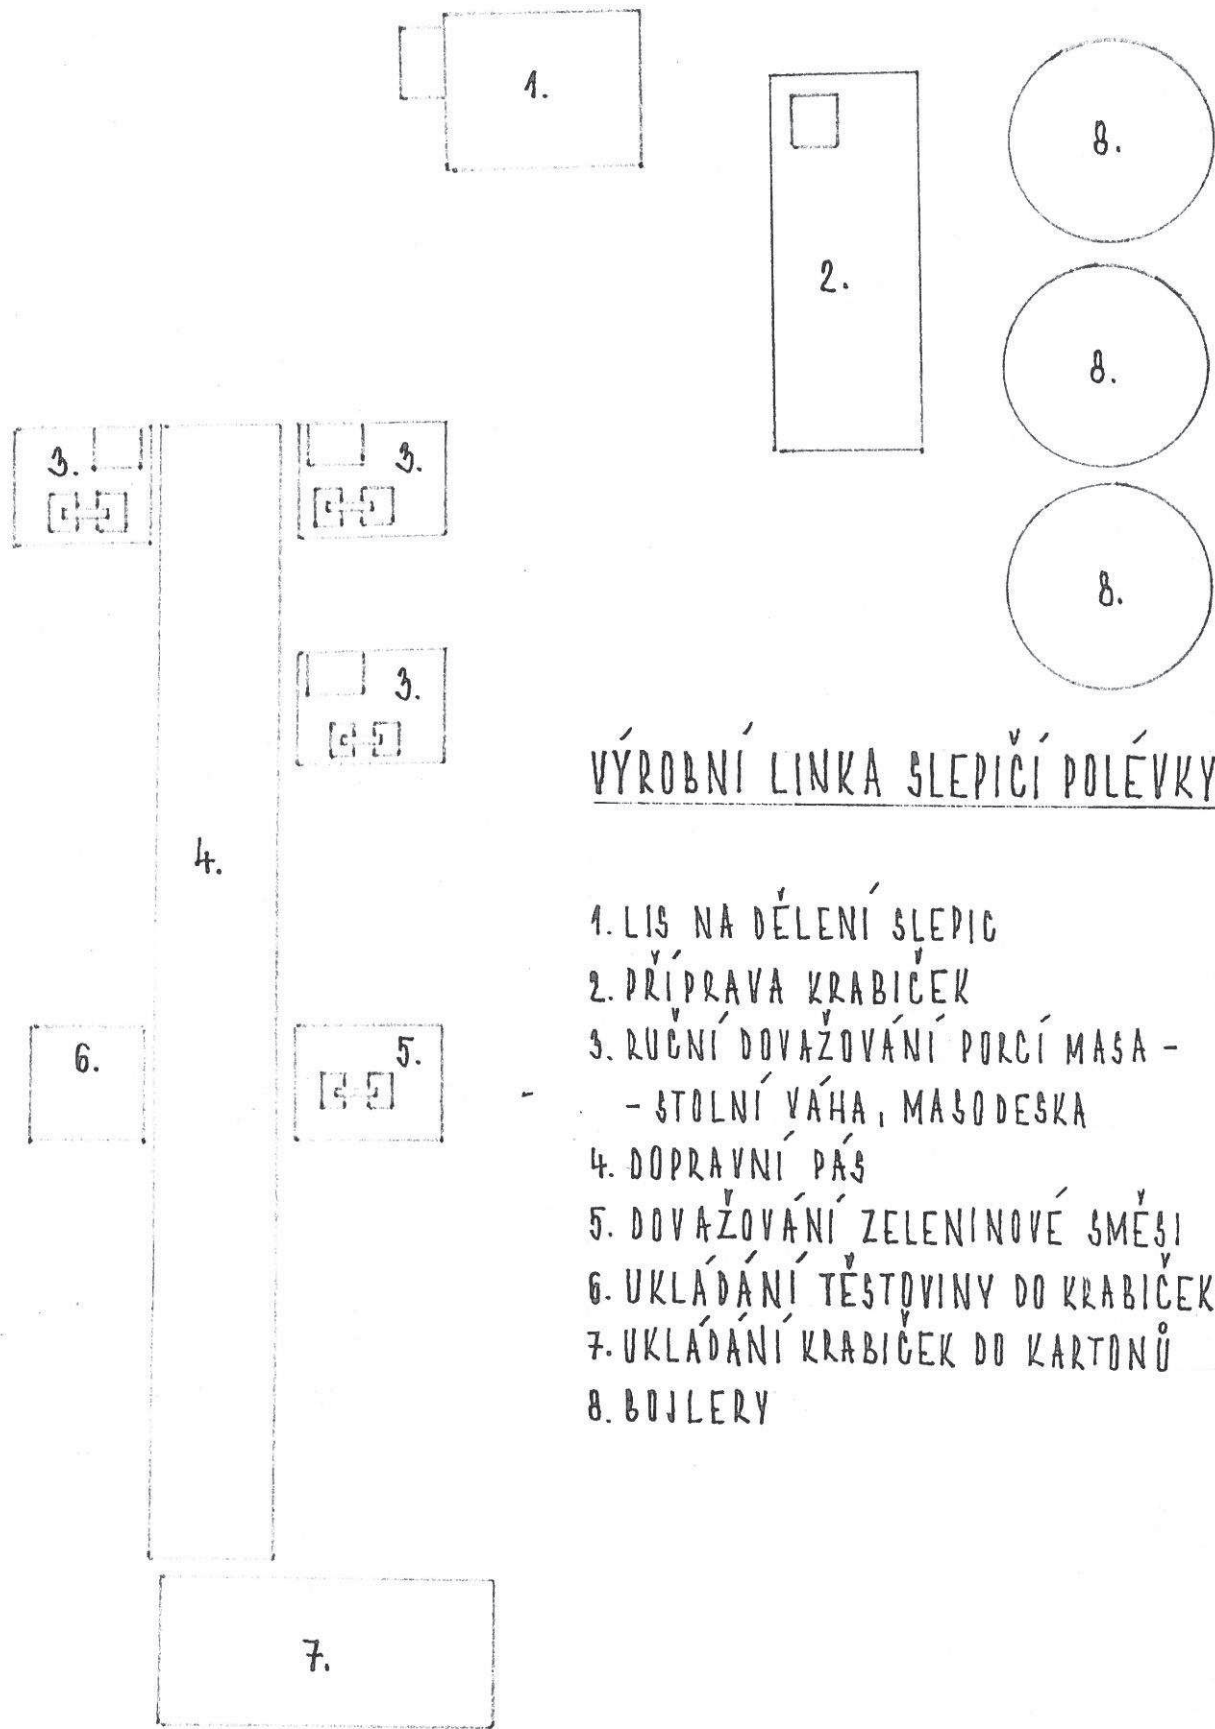 1.
8.
2.
8.
3.
3.
8.
3.
VÝROBNÍ LINKA SLEPIČÍ POLÉVKY
4.
1. LIS NA DĚLENÍ SLEPIC
2. PŘÍPRAVA KRABIČEK
3. RUČNÍ DOVAŽOVÁNÍ PORCÍ MASA -
- STOLNÍ VÁHA, MASODESKA
4. DOPRAVNÍ PÁS
5. DOVAŽOVÁNÍ ZELENINOVÉ SMĚSI
6. UKLÁDÁNÍ TĚSTOVINY DO KRABIČEK
7. UKLÁDÁNÍ KRABIČEK DO KARTONŮ
8. BOJLERY
6.
5.
7.